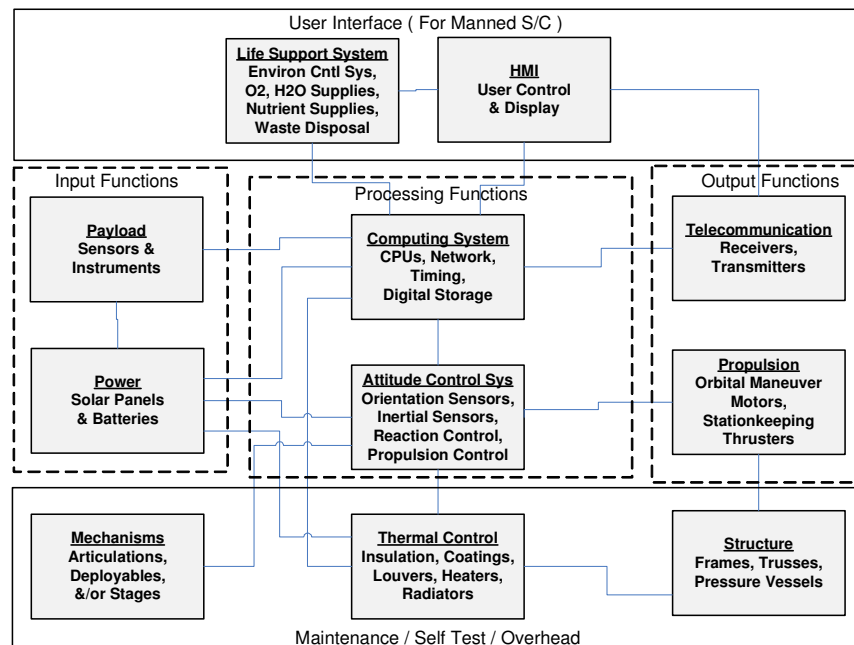 User Interface ( For Manned S/C )
Life Support System
Environ Cntl Sys,
O2, H2O Supplies,
Nutrient Supplies,
Waste Disposal
HMI
User Control
& Display
Input Functions
Processing Functions
Output Functions
Payload
Sensors &
Instruments
Computing System
CPUs, Network,
Timing,
Digital Storage
Telecommunication
Receivers,
Transmitters
Power
Solar Panels
& Batteries
Attitude Control Sys
Orientation Sensors,
Inertial Sensors,
Reaction Control,
Propulsion Control
Propulsion
Orbital Maneuver
Motors,
Stationkeeping
Thrusters
Mechanisms
Articulations,
Deployables,
&/or Stages
Thermal Control
Insulation, Coatings,
Louvers, Heaters,
Radiators
Structure
Frames, Trusses,
Pressure Vessels
Maintenance / Self Test / Overhead